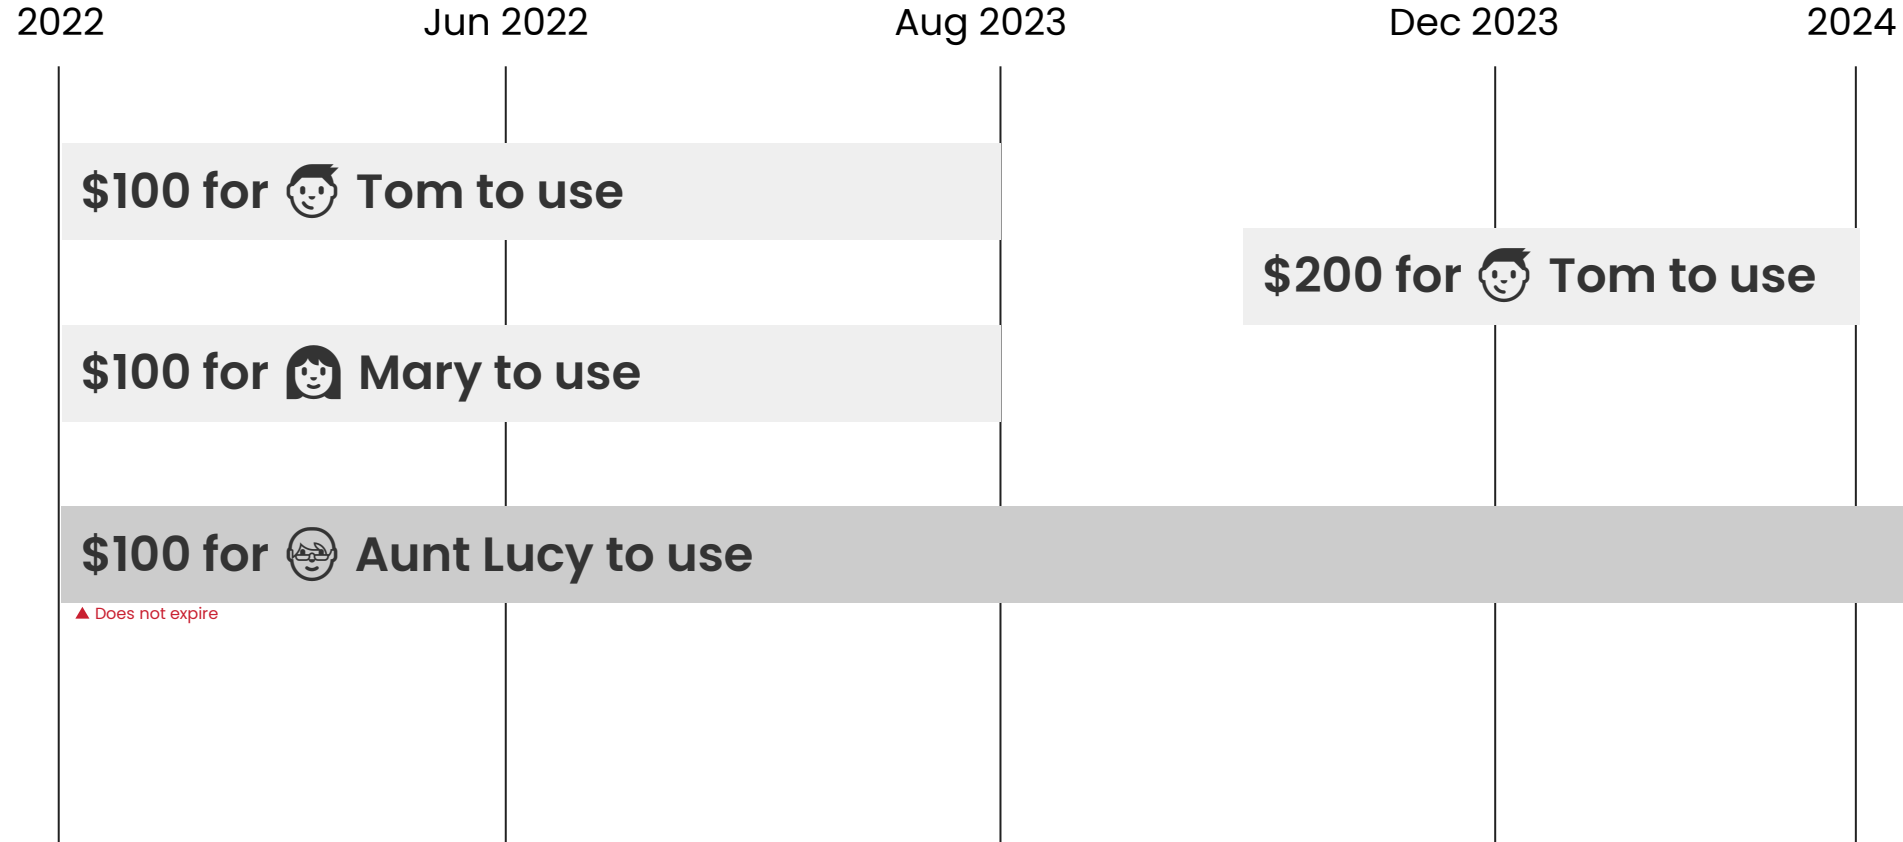 2022 Jun 2022 Aug 2023 Dec 2023 2024
$100 for Tom to use
$200 for Tom to use
$100 for Mary to use
$100 for Aunt Lucy to use
Does not expire